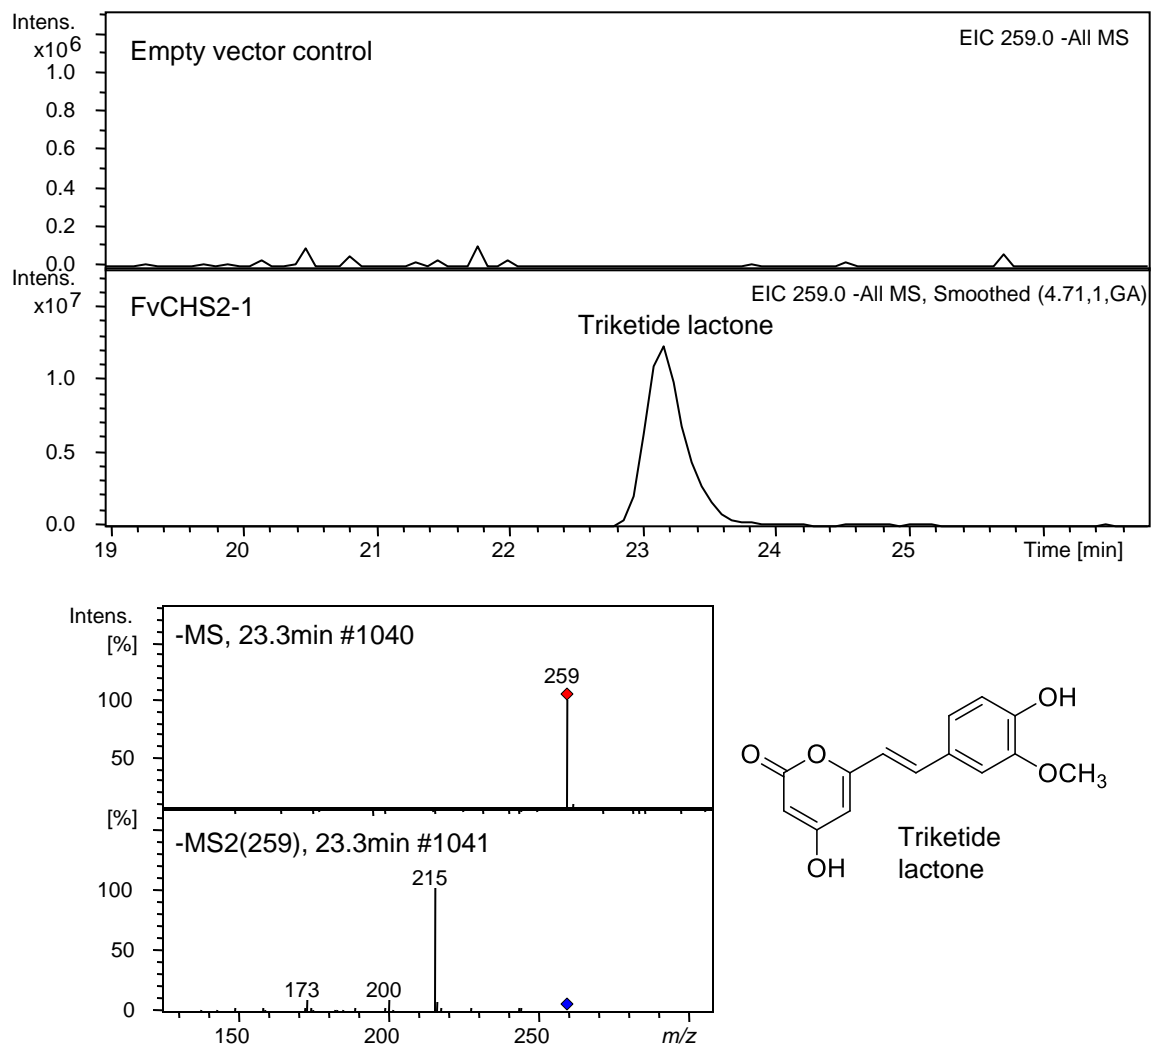 Intens.
x10^6
Empty vector control
EIC 259.0 -All MS
1.0
0.8
0.6
0.4
0.2
0.0
Intens.
x10^7
FvCHS2-1
EIC 259.0 -All MS, Smoothed (4.71,1,GA)
Triketide lactone
1.0
0.5
0.0
19 20 21 22 23 24 25 Time [min]
Intens.
[%]
-MS, 23.3min #1040
259
100
50
[%]
-MS2(259), 23.3min #1041
215
100
50
173 200
0
150 200 250 m/z
OH
O O
OCH3
OH
Triketide
lactone